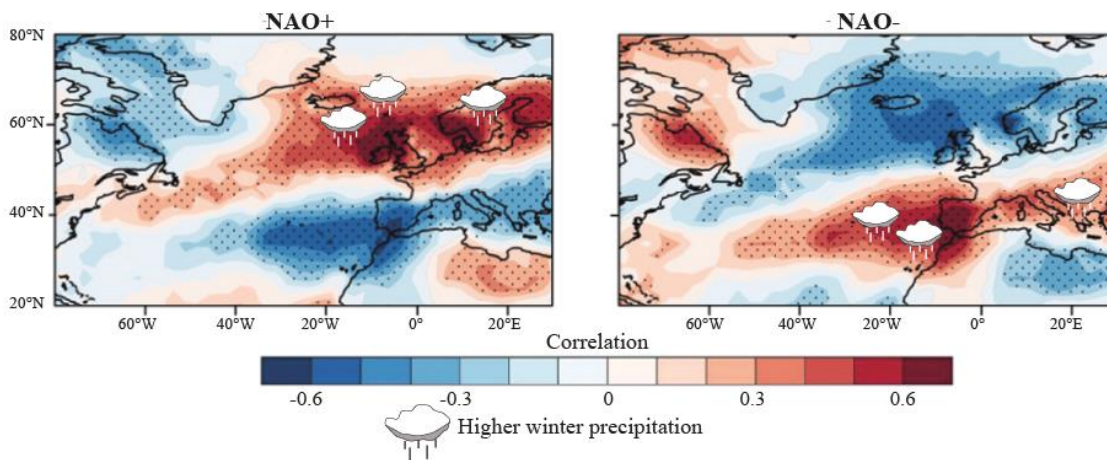 NAO+
- NAO-
80°N
60°N
40°N
20°N
60°W 40°W 20°W 0° 20°E
60°W 40°W 20°W 0° 20°E
Correlation
-0.6 -0.3 0 0.3 0.6
Higher winter precipitation